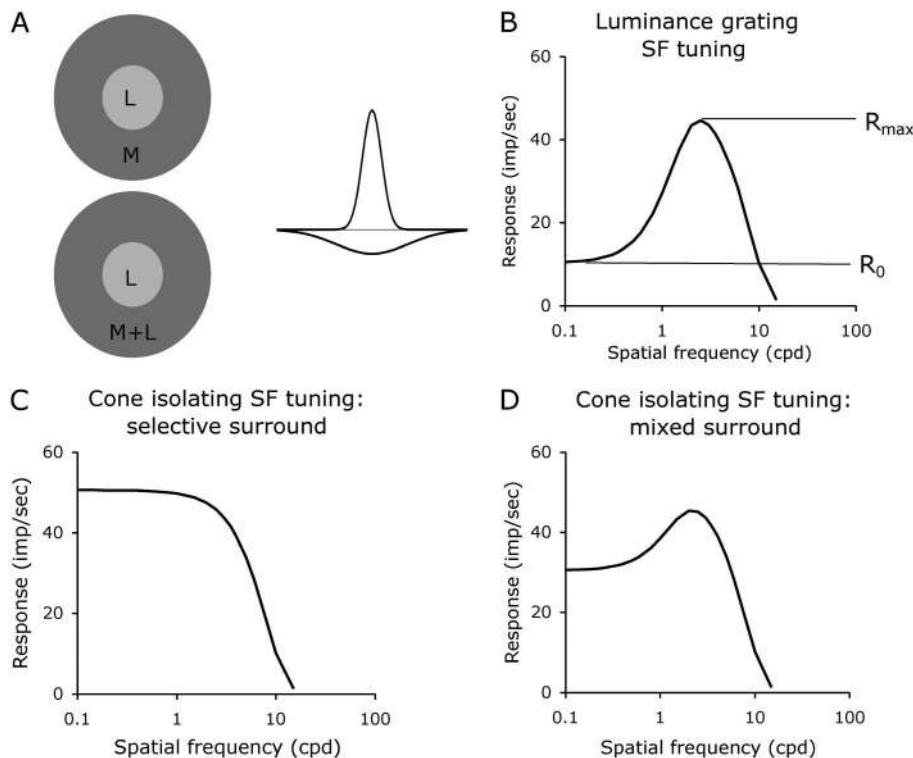 A
L
M
L
M+L
B
Luminance grating
SF tuning
60
40
20
0
0.1 1 10 100
Response (imp/sec)
Spatial frequency (cpd)
Rmax
R0
C
Cone isolating SF tuning:
selective surround
60
40
20
0
0.1 1 10 100
Response (imp/sec)
Spatial frequency (cpd)
D
Cone isolating SF tuning:
mixed surround
60
40
20
0
0.1 1 10 100
Response (imp/sec)
Spatial frequency (cpd)